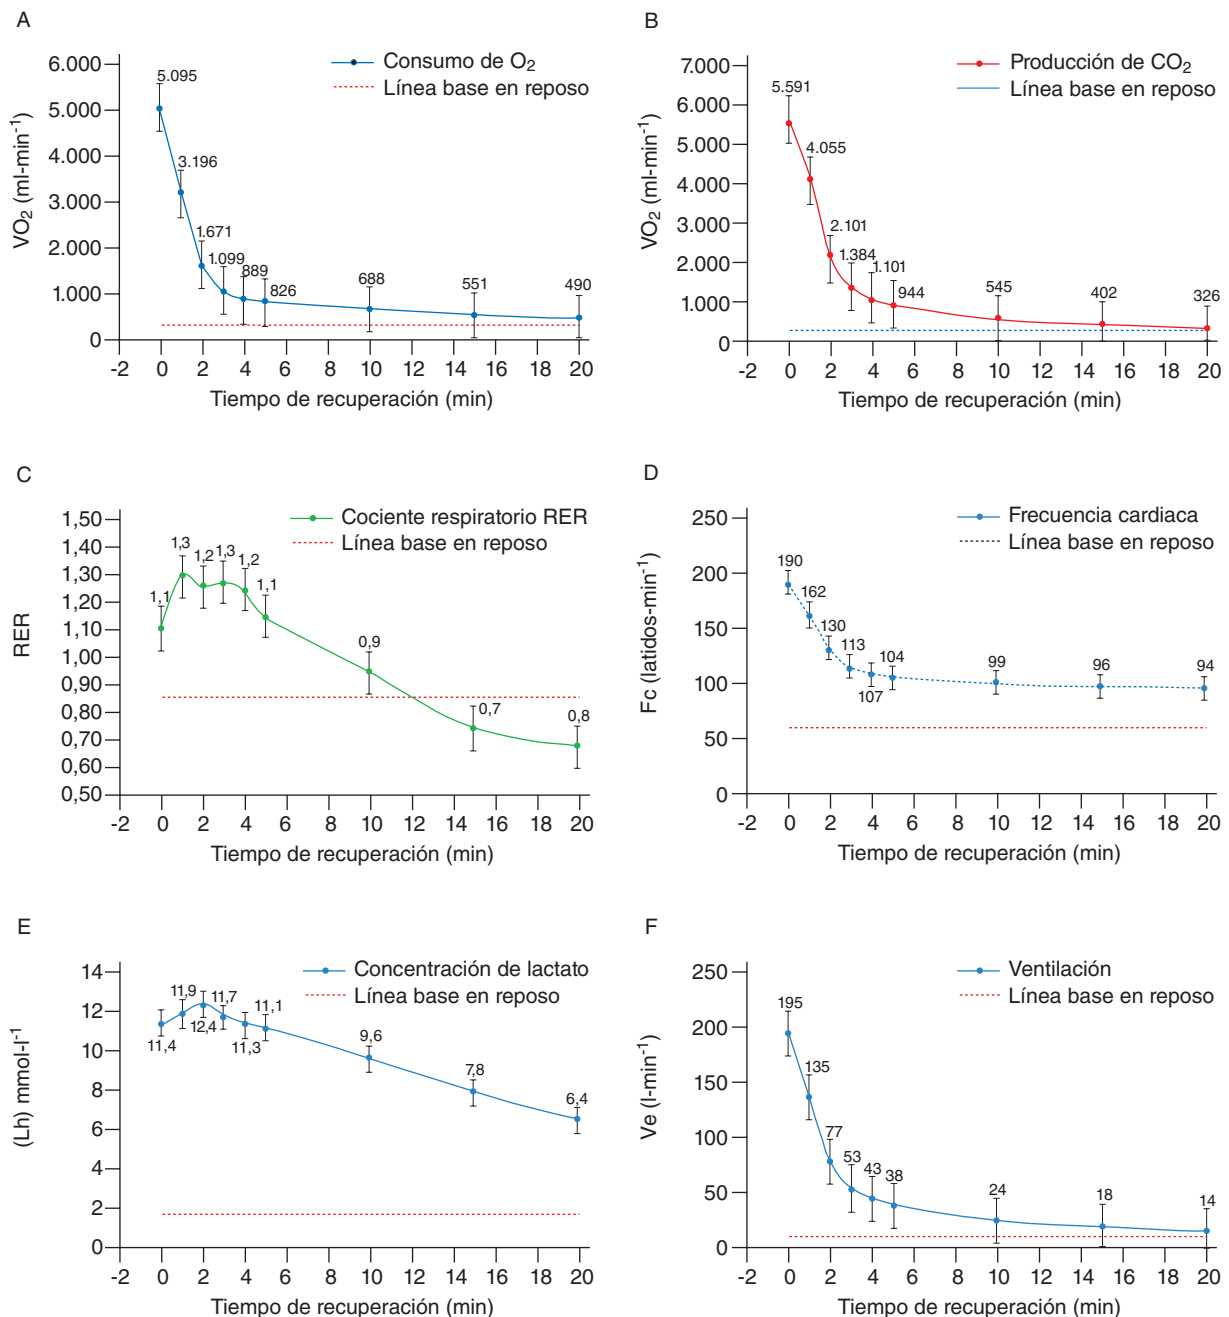 A
Consumo de O2
Línea base en reposo
VO2 (ml-min-1)
6.000
5.000
4.000
3.000
2.000
1.000
0
5.095
3.196
1.671
1.099
889
826
688
551
490
-2 0 2 4 6 8 10 12 14 16 18 20
Tiempo de recuperación (min)
B
Producción de CO2
Línea base en reposo
VO2 (ml-min-1)
7.000
6.000
5.000
4.000
3.000
2.000
1.000
0
5.591
4.055
2.101
1.384
1.101
944
545
402
326
-2 0 2 4 6 8 10 12 14 16 18 20
Tiempo de recuperación (min)
C
Cociente respiratorio RER
Línea base en reposo
RER
1,50
1,40
1,30
1,20
1,10
1,00
0,90
0,80
0,70
0,60
0,50
1,1
1,3
1,2
1,3
1,2
1,1
0,9
0,7
0,8
-2 0 2 4 6 8 10 12 14 16 18 20
Tiempo de recuperación (min)
D
Frecuencia cardiaca
Línea base en reposo
Fc (latidos-min-1)
250
200
150
100
50
0
190
162
130
113
107
104
99
96
94
-2 0 2 4 6 8 10 12 14 16 18 20
Tiempo de recuperación (min)
E
Concentración de lactato
Línea base en reposo
(Lh) mmol-l-1
14
12
10
8
6
4
2
0
11,4
11,9
12,4
11,7
11,3
11,1
9,6
7,8
6,4
-2 0 2 4 6 8 10 12 14 16 18 20
Tiempo de recuperación (min)
F
Ventilación
Línea base en reposo
Ve (l-min-1)
250
200
150
100
50
0
195
135
77
53
43
38
24
18
14
-2 0 2 4 6 8 10 12 14 16 18 20
Tiempo de recuperación (min)